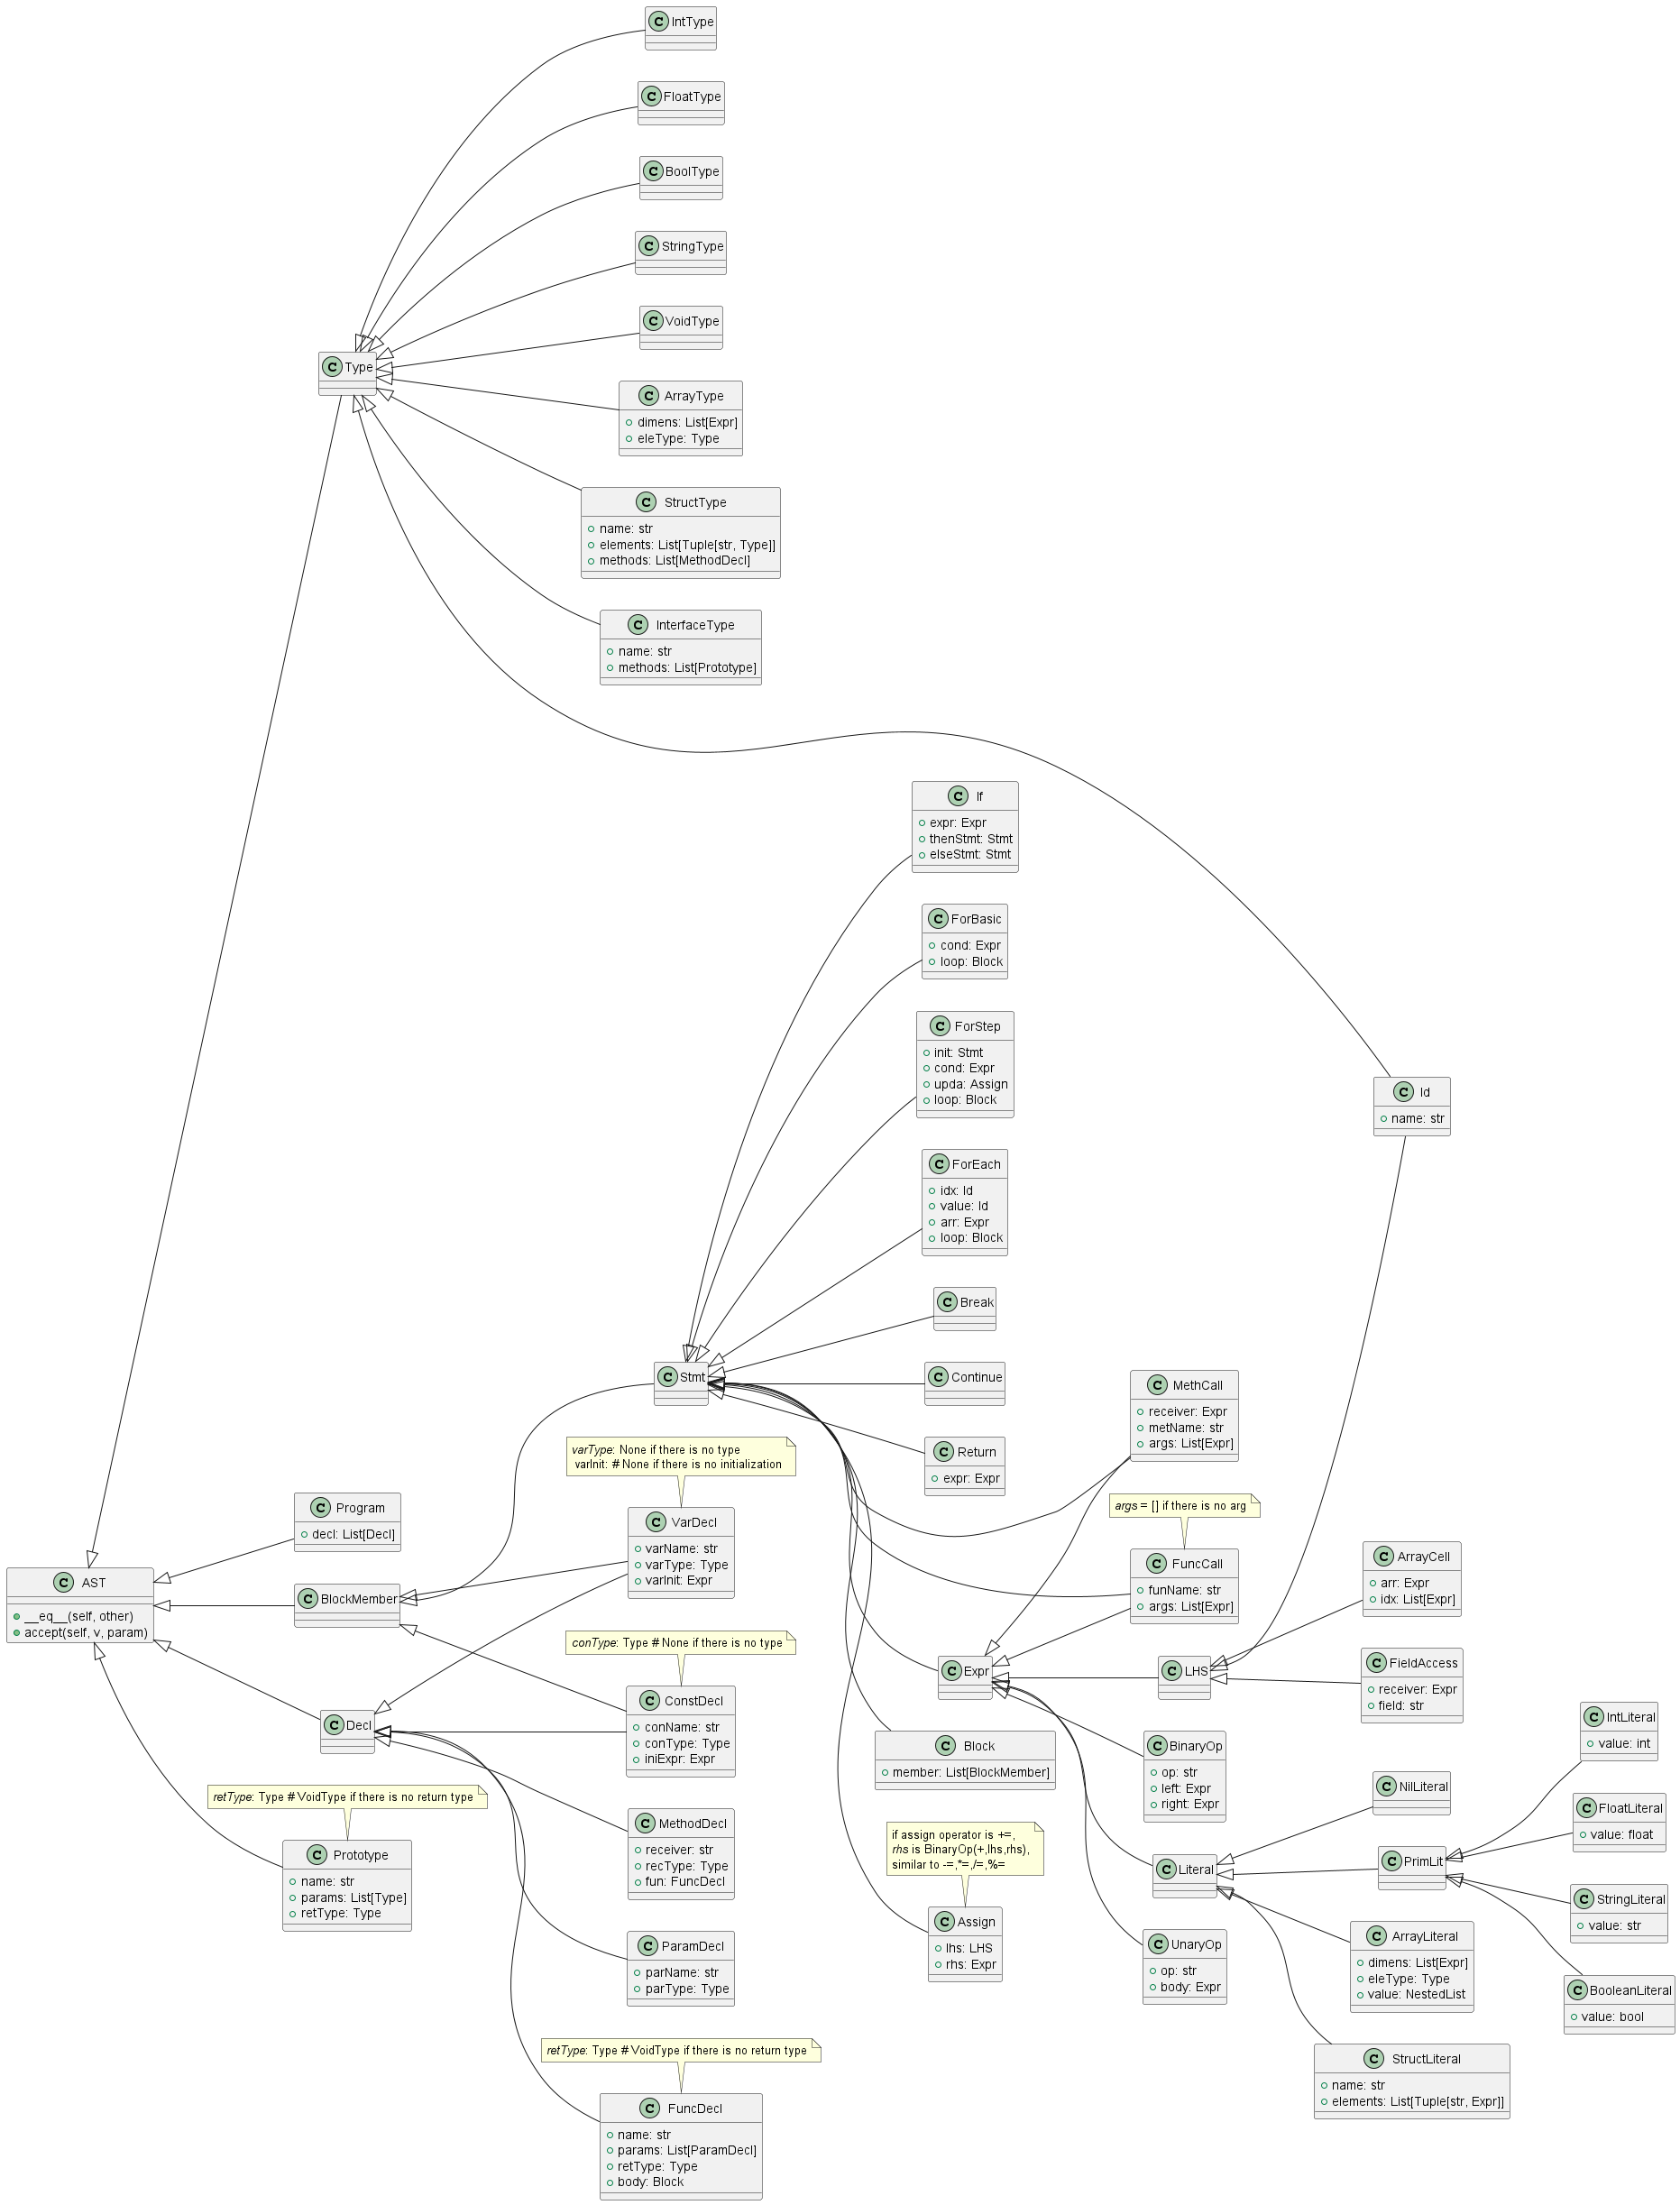 C IntType
C FloatType
C BoolType
C StringType
C VoidType
C Type
C ArrayType
dimens: List[Expr]
eleType: Type
C StructType
name: str
elements: List[Tuple[str, Type]]
methods: List[MethodDecl]
C InterfaceType
name: str
methods: List[Prototype]
C If
expr: Expr
thenStmt: Stmt
elseStmt: Stmt
C ForBasic
cond: Expr
loop: Block
C ForStep
init: Stmt
cond: Expr
upda: Assign
loop: Block
C Id
name: str
C ForEach
idx: Id
value: Id
arr: Expr
loop: Block
C Break
C Stmt
C Continue
C MethCall
receiver: Expr
metName: str
args: List[Expr]
C Return
expr: Expr
varType: None if there is no type
varInit: # None if there is no initialization
C Program
decl: List[Decl]
args = [] if there is no arg
C VarDecl
varName: str
varType: Type
varInit: Expr
C FuncCall
funName: str
args: List[Expr]
C ArrayCell
arr: Expr
idx: List[Expr]
C AST
__eq__(self, other)
accept(self, v, param)
C BlockMember
conType: Type # None if there is no type
C Expr
C LHS
C FieldAccess
receiver: Expr
field: str
C Decl
C ConstDecl
conName: str
conType: Type
iniExpr: Expr
C Block
member: List[BlockMember]
C BinaryOp
op: str
left: Expr
right: Expr
C IntLiteral
value: int
C NilLiteral
C FloatLiteral
value: float
retType: Type # VoidType if there is no return type
C Prototype
name: str
params: List[Type]
retType: Type
C MethodDecl
receiver: str
recType: Type
fun: FuncDecl
if assign operator is +=,
rhs is BinaryOp(+,lhs,rhs),
similar to -=,*=,/=,%=
C Literal
C PrimLit
C StringLiteral
value: str
C Assign
lhs: LHS
rhs: Expr
C UnaryOp
op: str
body: Expr
C ArrayLiteral
dimens: List[Expr]
eleType: Type
value: NestedList
C BooleanLiteral
value: bool
C ParamDecl
parName: str
parType: Type
C StructLiteral
name: str
elements: List[Tuple[str, Expr]]
retType: Type # VoidType if there is no return type
C FuncDecl
name: str
params: List[ParamDecl]
retType: Type
body: Block